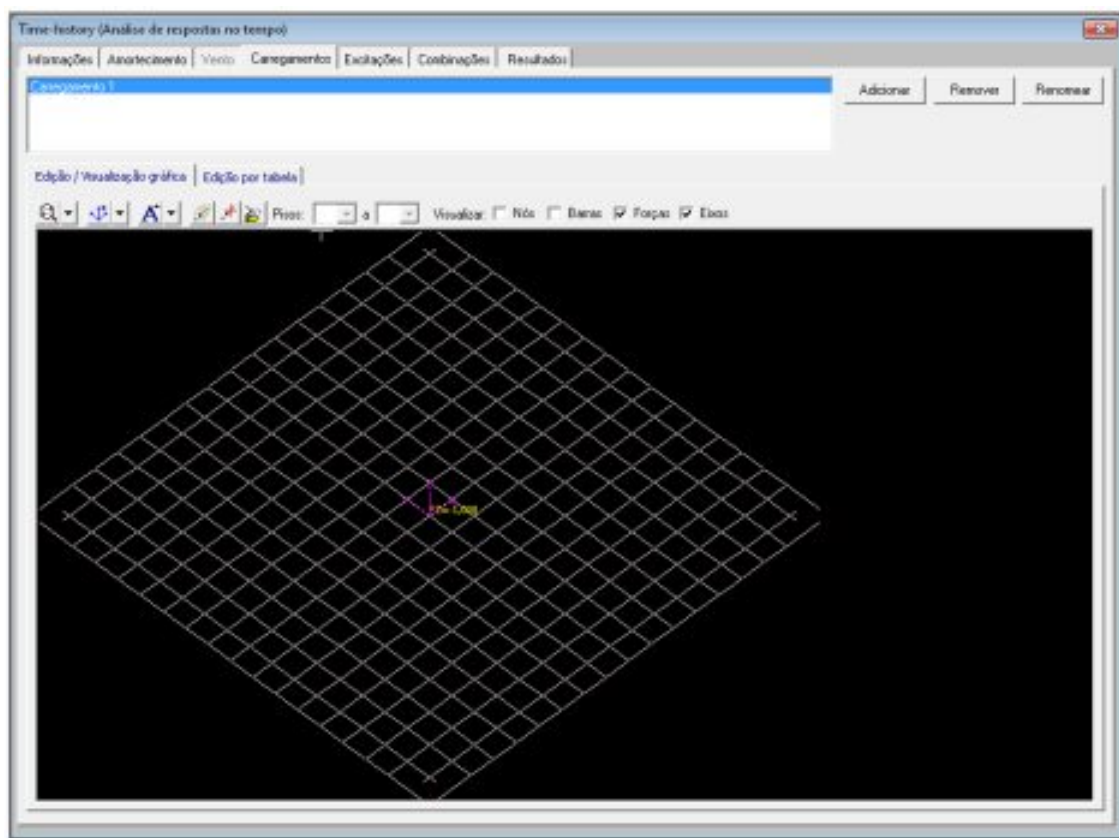 Time-history (Análise de respostas no tempo)
Informações Amortecimento Vento Carregamentos Excitações Combinações Resultados
Carregamento 1
Adicionar Remover Renomear
Edição / Visualização gráfica Edição por tabela
Pisos: a Visualizar: Nós Barras Forças Eixos